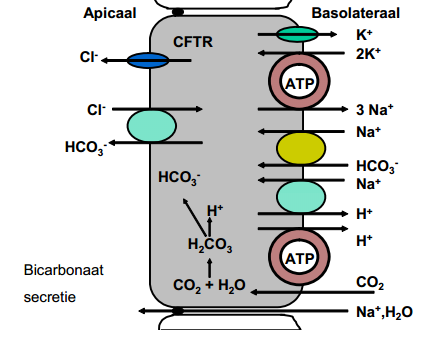 Apicaal
Basolateraal
CFTR
K⁺
2K⁺
Cl⁻
ATP
Cl⁻
3 Na⁺
Na⁺
HCO₃⁻
HCO₃⁻
HCO₃⁻
Na⁺
H⁺
H⁺
H⁺
H₂CO₃
ATP
Bicarbonaat
secretie
CO₂ + H₂O
CO₂
Na⁺,H₂O